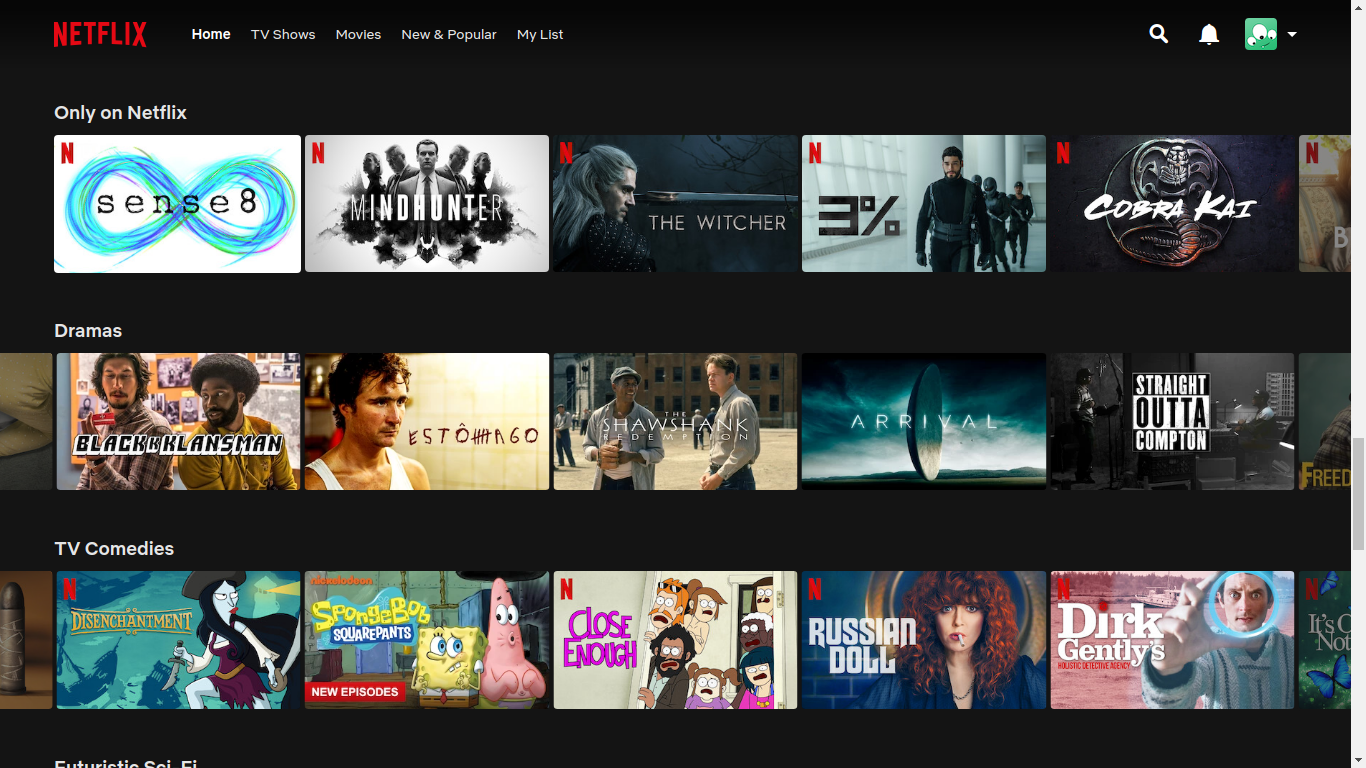 NETFLIX Home TV Shows Movies New & Popular My List
Only on Netflix
N
sense8
N
MINDHUNTER
N
THE WITCHER
N
3%
N
COBRA KAI
N
B
Dramas
BLACKkKLANSMAN
ESTÔMAGO
THE
SHAWSHANK
REDEMPTION
ARRIVAL
STRAIGHT
OUTTA
COMPTON
FREED
TV Comedies
N
DISENCHANTMENT
nickelodeon
SPONGEBOB
SQUAREPANTS
NEW EPISODES
N
CLOSE
ENOUGH
N
RUSSIAN
DOLL
N
Dirk
Gently's
HOLISTIC DETECTIVE AGENCY
N
It's O
Not
Futuristic Sci-Fi